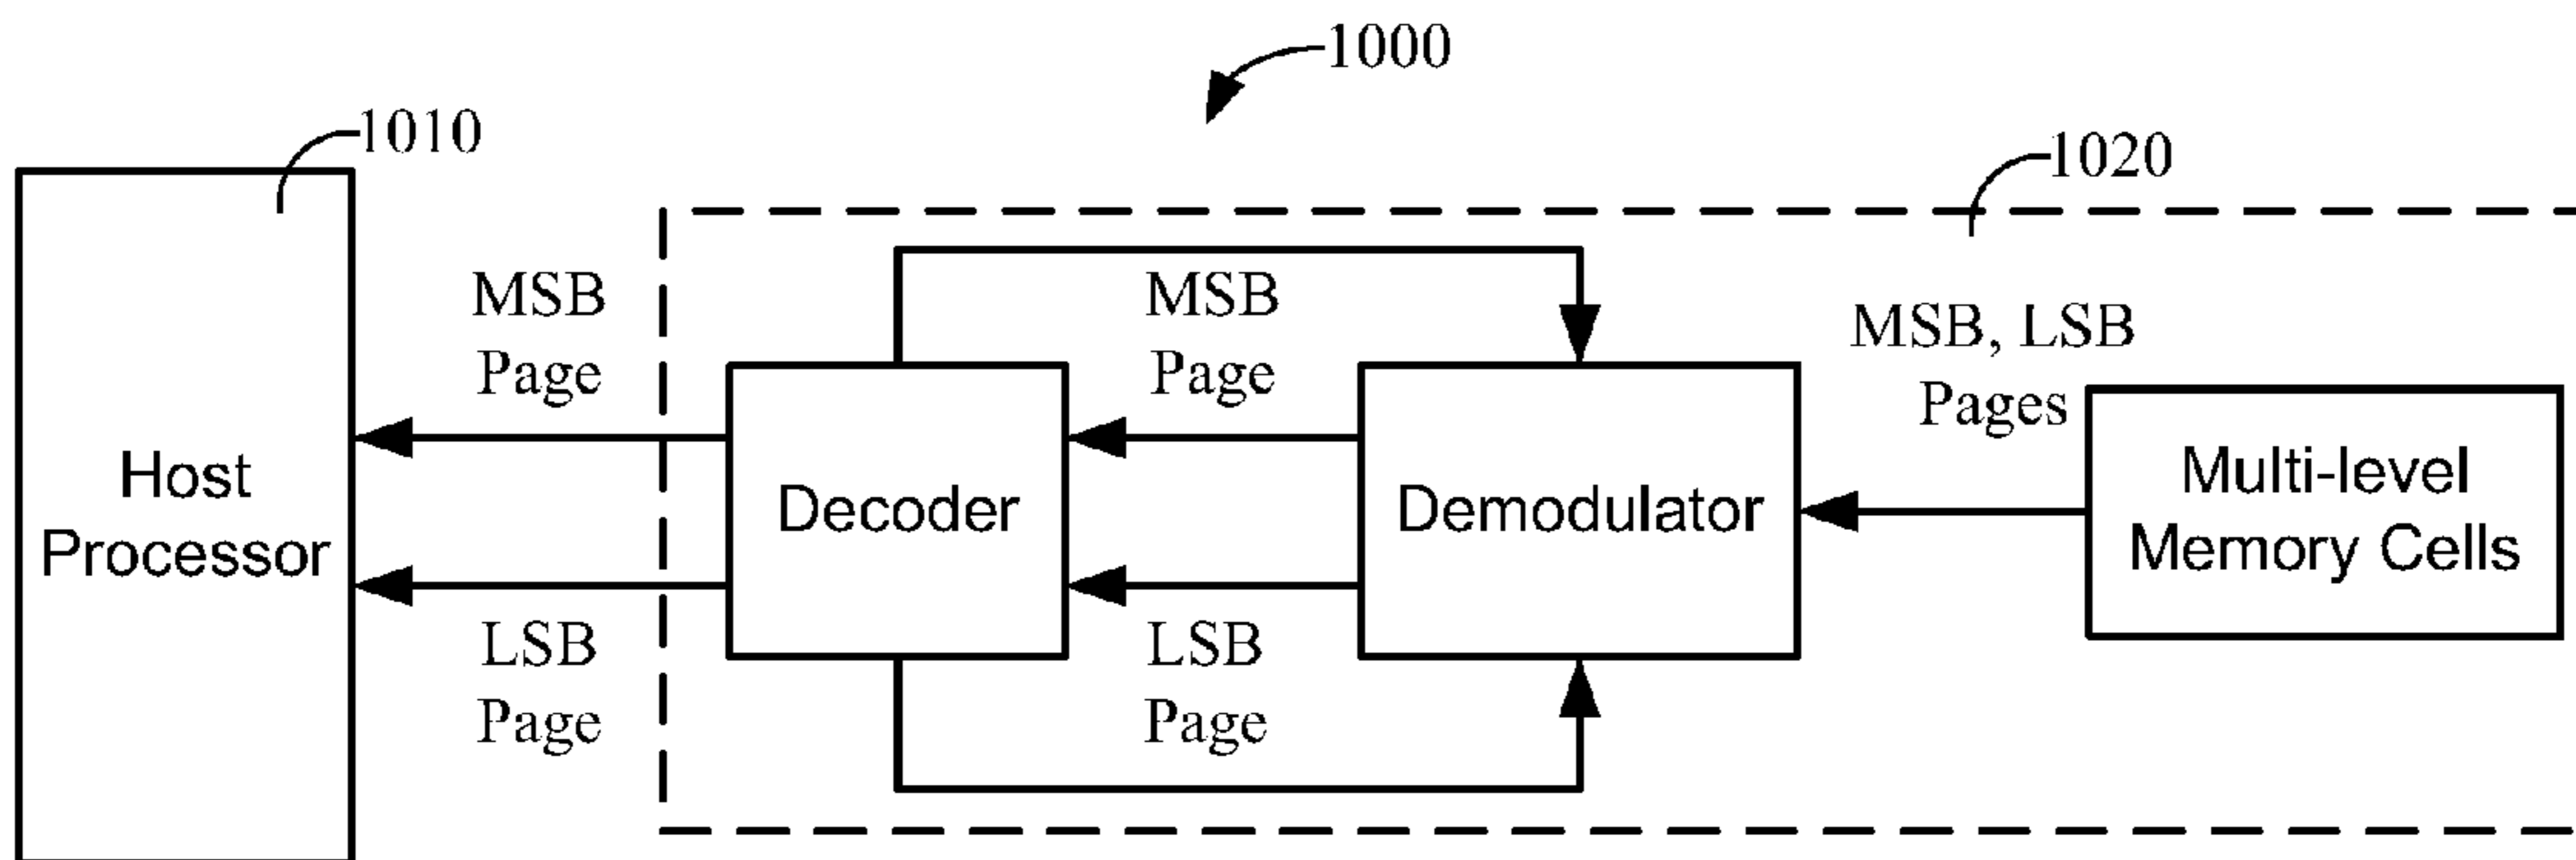 1000
1010
1020
MSB
Page
MSB
Page
MSB, LSB
Pages
Host
Processor
Decoder
Demodulator
Multi-level
Memory Cells
LSB
Page
LSB
Page